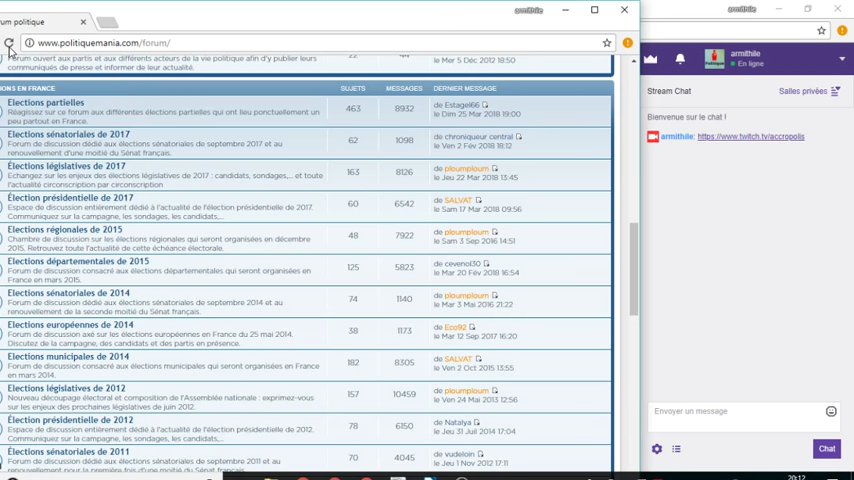 um politique
armithile
armithile
www.politiquemania.com/forum/
Forum ouvert aux partis et aux différents acteurs de la vie politique afin d'y publier leurs
communiqués de presse et informer de leur actualité.
22
le Mer 5 Déc 2012 18:50
ONS EN FRANCE SUJETS MESSAGES DERNIER MESSAGE
Elections partielles
Réagissez sur ce forum aux différentes élections partielles qui ont lieu ponctuellement un
peu partout en France.
463 8932
de Estagel66
le Dim 25 Mar 2018 19:00
Elections sénatoriales de 2017
Forum de discussion dédié aux élections sénatoriales de septembre 2017 et au
renouvellement d'une moitié du Sénat français.
62 1098
de chroniqueur central
le Ven 2 Fév 2018 18:12
Elections législatives de 2017
Echangez sur les enjeux des élections législatives de 2017 : candidats, sondages,... et toute
l'actualité circonscription par circonscription
163 8126
de ploumploum
le Jeu 22 Mar 2018 13:45
Élection présidentielle de 2017
Espace de discussion entièrement dédié à l'actualité de l'élection présidentielle de 2017.
Communiquez sur la campagne, les sondages, les candidats,...
60 6542
de SALVAT
le Sam 17 Mar 2018 09:56
Elections régionales de 2015
Chambre de discussion sur les élections régionales qui seront organisées en décembre
2015. Retrouvez toute l'actualité de cette échéance électorale.
48 7922
de ploumploum
le Sam 3 Sep 2016 14:51
Elections départementales de 2015
Forum de discussion consacré aux élections départementales qui seront organisées en
France en mars 2015.
125 5823
de cevenol30
le Mar 20 Fév 2018 16:54
Elections sénatoriales de 2014
Forum de discussion dédié aux élections sénatoriales de septembre 2014 et au
renouvellement de la seconde moitié du Sénat français.
74 1140
de ploumploum
le Mar 3 Mai 2016 21:22
Elections européennes de 2014
Forum de discussion axé sur les élections européennes en France du 25 mai 2014.
Discutez de la campagne, des candidats et des partis en présence.
38 1173
de Eco92
le Mar 12 Sep 2017 16:20
Elections municipales de 2014
Forum de discussion consacré aux élections municipales qui seront organisées en France
en mars 2014.
182 8305
de SALVAT
le Ven 2 Oct 2015 13:55
Elections législatives de 2012
Nouveau découpage électoral et composition de l'Assemblée nationale : exprimez-vous
sur les enjeux des prochaines législatives de juin 2012.
157 10459
de ploumploum
le Ven 24 Mai 2013 12:56
Élection présidentielle de 2012
Espace de discussion entièrement dédié à l'actualité de l'élection présidentielle de 2012.
Communiquez sur la campagne, les sondages, les candidats,...
78 6150
de Natalya
le Jeu 31 Juil 2014 17:04
Elections sénatoriales de 2011
Forum de discussion dédié aux élections sénatoriales de septembre 2011 et au
renouvellement pour la première fois d'une moitié du Sénat français.
70 4045
de vudeloin
le Jeu 1 Nov 2012 17:11
armithile
En ligne
Stream Chat Salles privées
Bienvenue sur le chat !
armithile: https://www.twitch.tv/accropolis
Envoyer un message
Chat
20:12